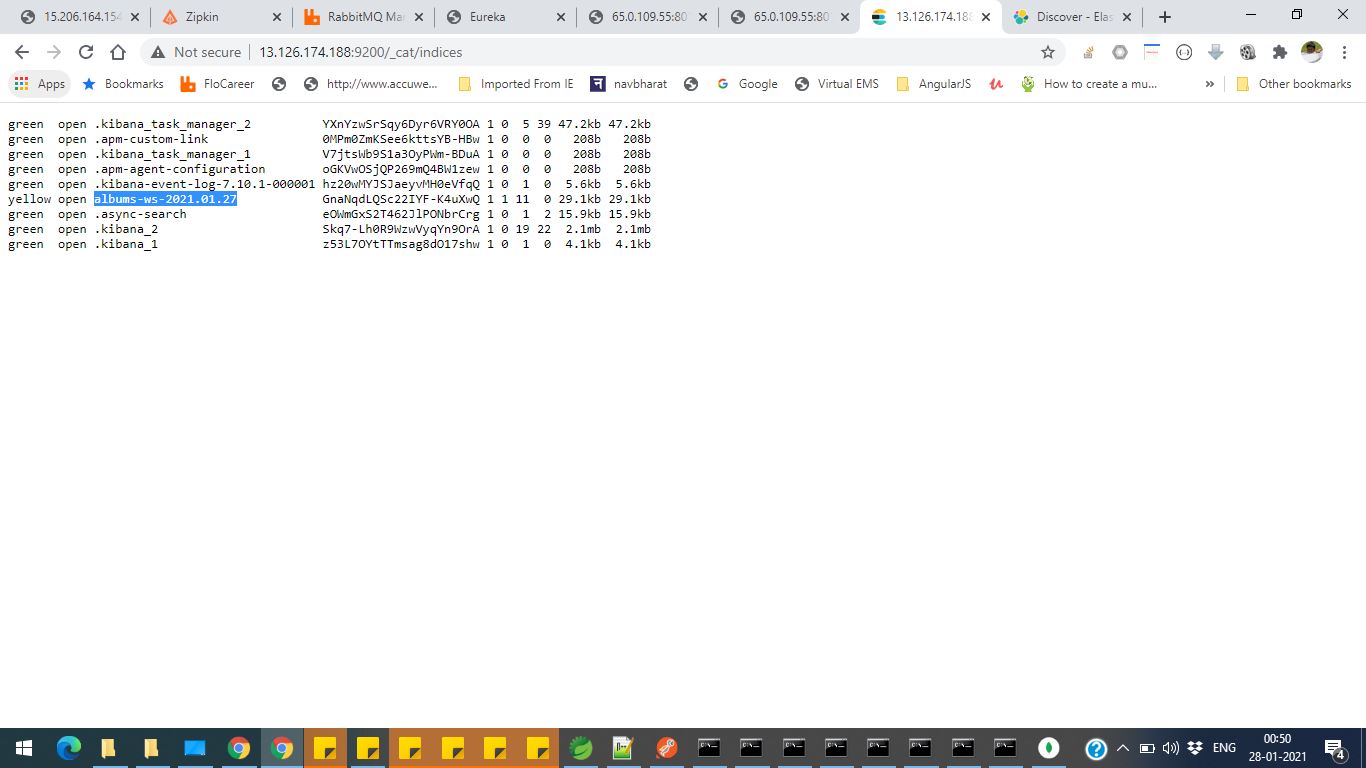 15.206.164.154
Zipkin
RabbitMQ Mar
Eureka
65.0.109.55:80
65.0.109.55:80
13.126.174.188
Discover - Elas
Not secure
13.126.174.188:9200/_cat/indices
Apps
Bookmarks
FloCareer
http://www.accuwe...
Imported From IE
navbharat
Google
Virtual EMS
AngularJS
How to create a mu...
»
Other bookmarks
green open .kibana_task_manager_2 YXnYzwSrSqy6Dyr6VRY0OA 1 0 5 39 47.2kb 47.2kb
green open .apm-custom-link 0MPm0ZmKSee6kttsYB-HBw 1 0 0 0 208b 208b
green open .kibana_task_manager_1 V7jtsWb9S1a3OyPWm-BDuA 1 0 0 0 208b 208b
green open .apm-agent-configuration oGKVwOSjQP269mQ4BW1zew 1 0 0 0 208b 208b
green open .kibana-event-log-7.10.1-000001 hz20wMYJSJaeyvMH0eVfqQ 1 0 1 0 5.6kb 5.6kb
yellow open albums-ws-2021.01.27 GnaNqdLQSc22IYF-K4uXwQ 1 1 11 0 29.1kb 29.1kb
green open .async-search eOWmGxS2T462JlPONbrCrg 1 0 1 2 15.9kb 15.9kb
green open .kibana_2 Skq7-Lh0R9WzwVyqYn9OrA 1 0 19 22 2.1mb 2.1mb
green open .kibana_1 z53L7OYtTTmsag8dO17shw 1 0 1 0 4.1kb 4.1kb
ENG
00:50
28-01-2021
4